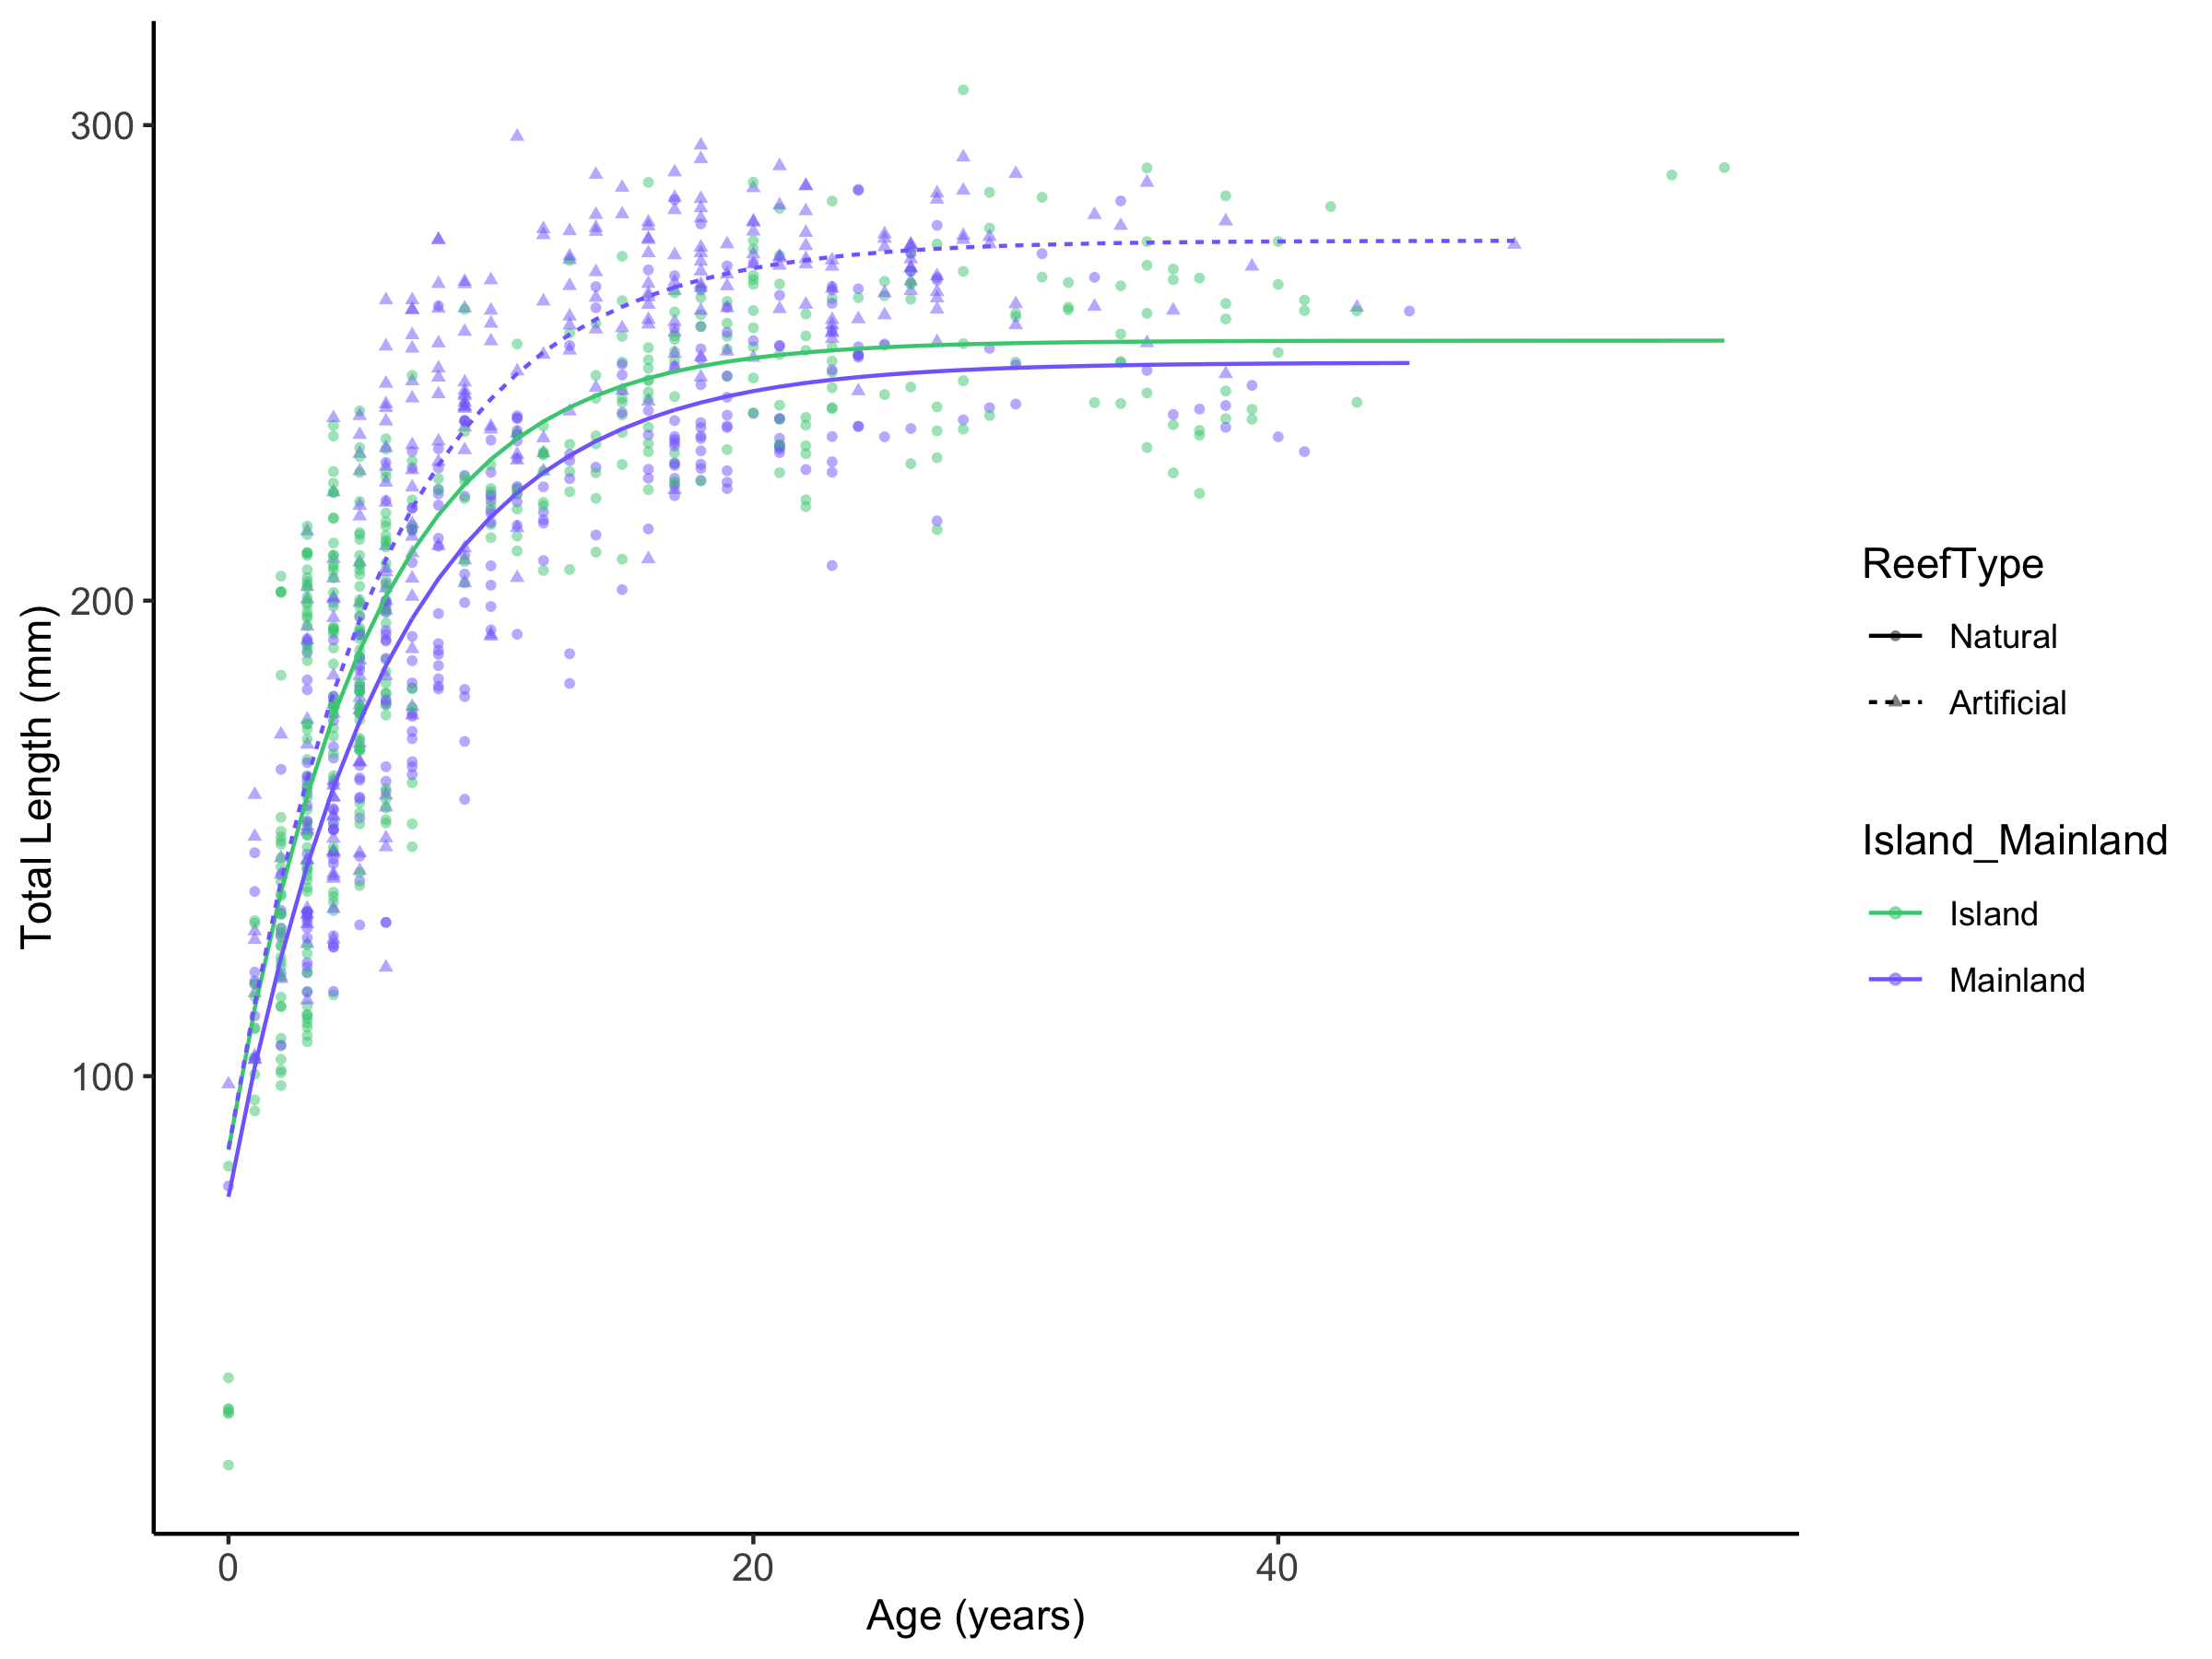 300
200
100
Total Length (mm)
0
20
40
Age (years)
ReefType
Natural
Artificial
Island_Mainland
Island
Mainland